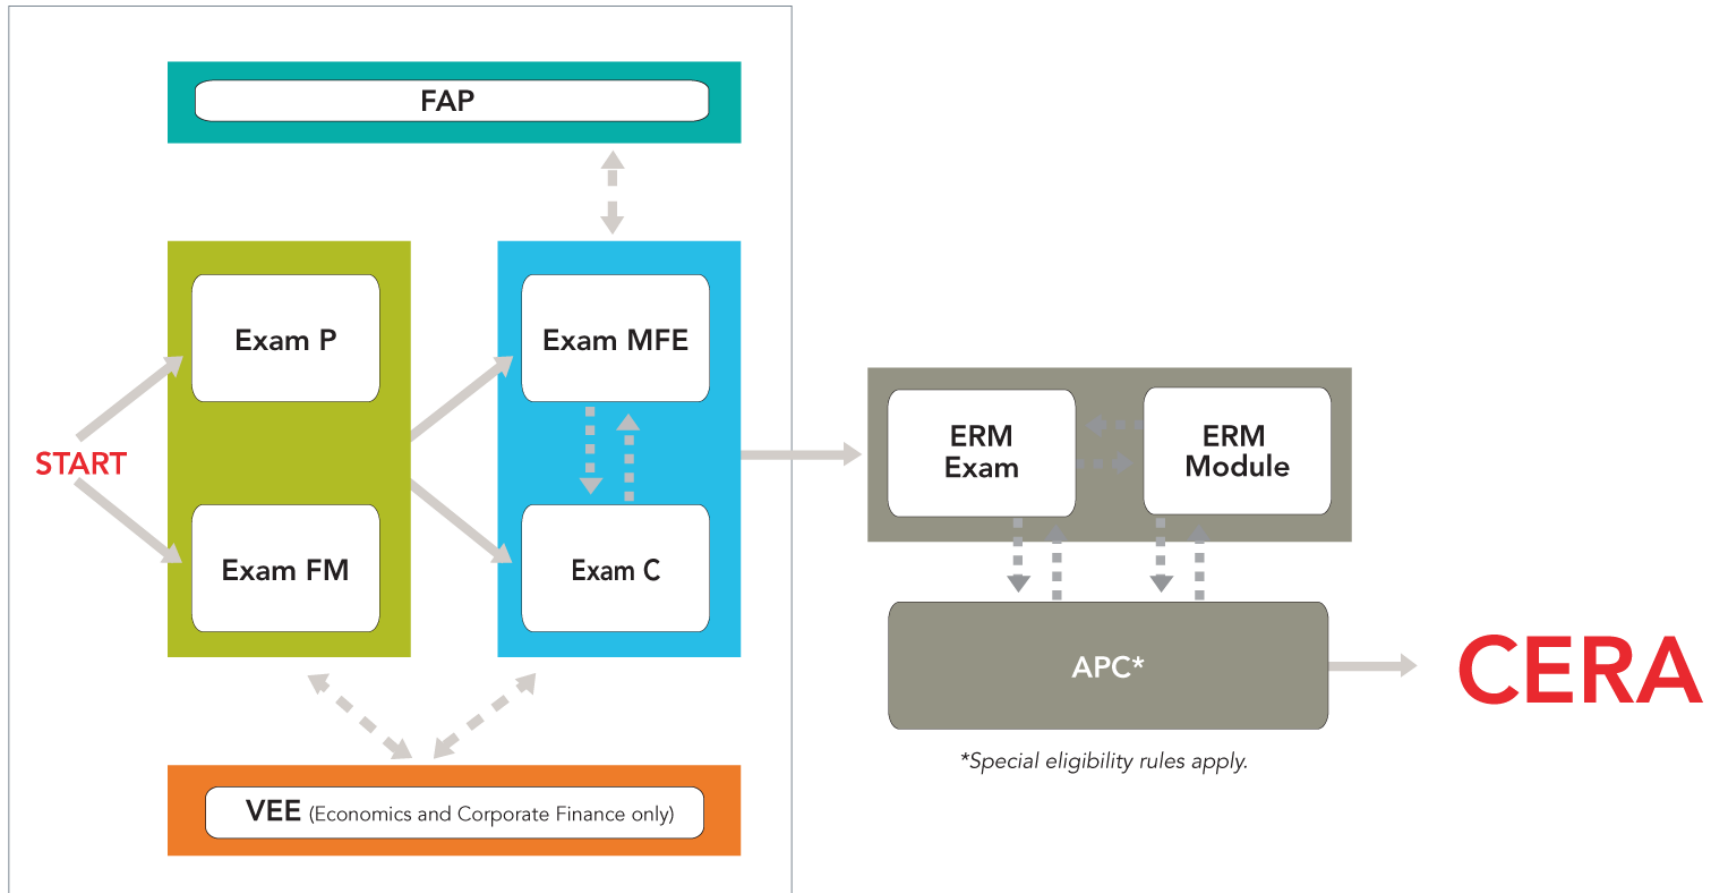 FAP
Exam P
Exam MFE
START
Exam FM
Exam C
ERM
Exam
ERM
Module
APC*
CERA
*Special eligibility rules apply.
VEE (Economics and Corporate Finance only)